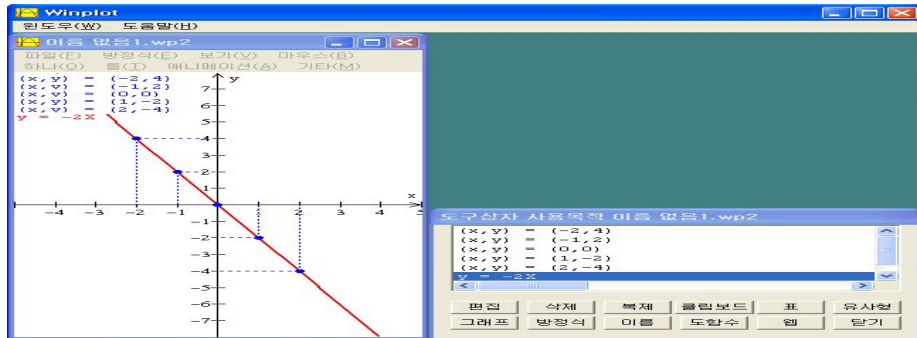 Winplot
윈도우(W) 도움말(H)
이름 없음1.wp2
파일(F) 방정식(E) 보기(V) 마우스(B)
하나(O) 툴(T) 애니메이션(A) 기타(M)
(x,y) = (-2,4)
(x,y) = (-1,2)
(x,y) = (0,0)
(x,y) = (1,-2)
(x,y) = (2,-4)
y = -2X
y
7
6
5
4
3
2
1
x
-4 -3 -2 -1 1 2 3 4 5
-1
-2
-3
-4
-5
-6
-7
도구상자 사용목적 이름 없음1.wp2
(x,y) = (-2,4)
(x,y) = (-1,2)
(x,y) = (0,0)
(x,y) = (1,-2)
(x,y) = (2,-4)
y = -2X
편집 삭제 복제 클립보드 표 유사형
그래프 방정식 이름 도함수 웹 닫기